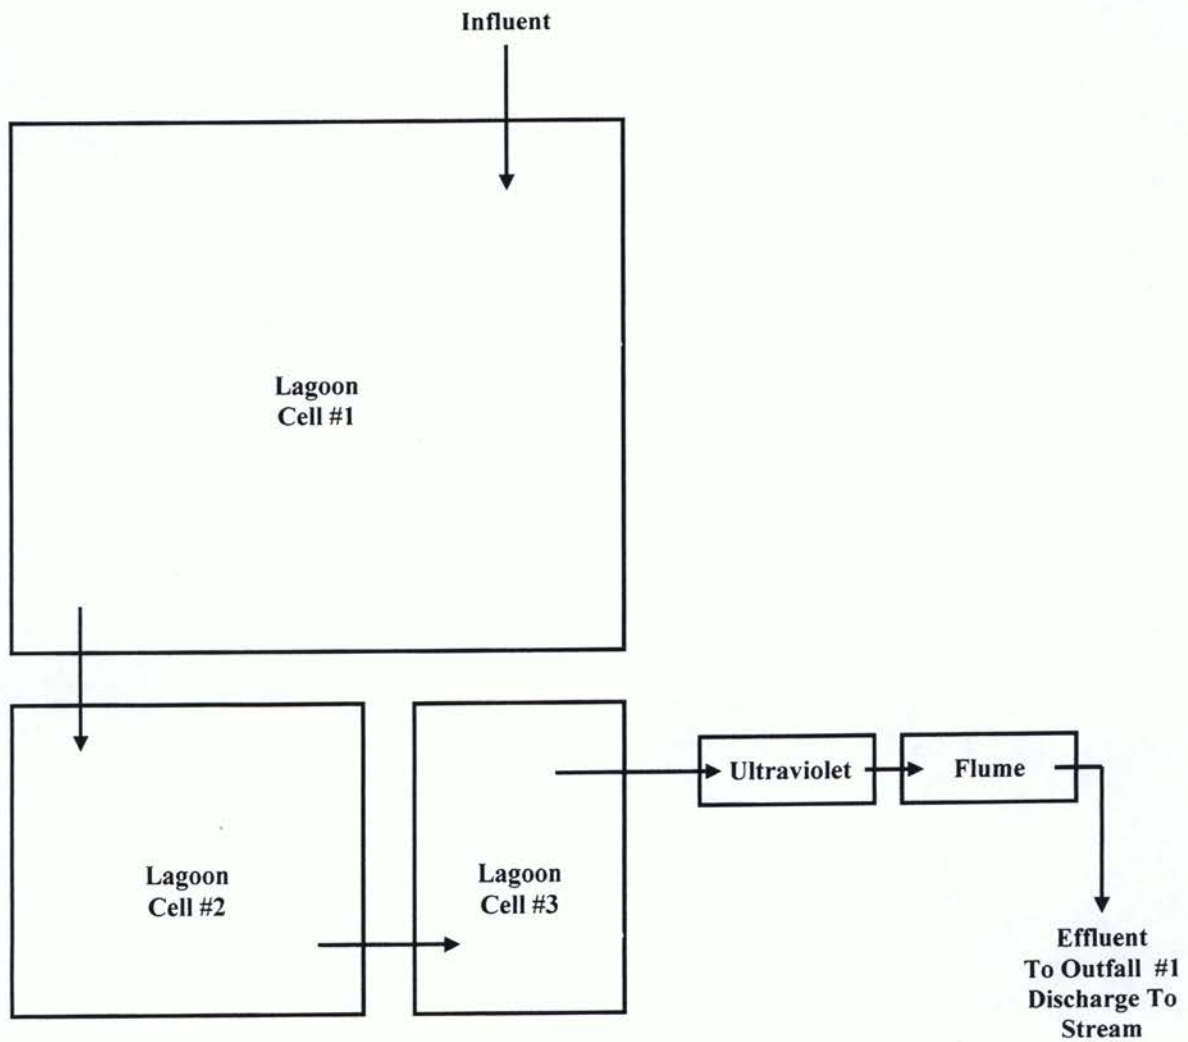 Influent
Lagoon
Cell #1
Lagoon
Cell #2
Lagoon
Cell #3
Ultraviolet
Flume
Effluent
To Outfall #1
Discharge To
Stream